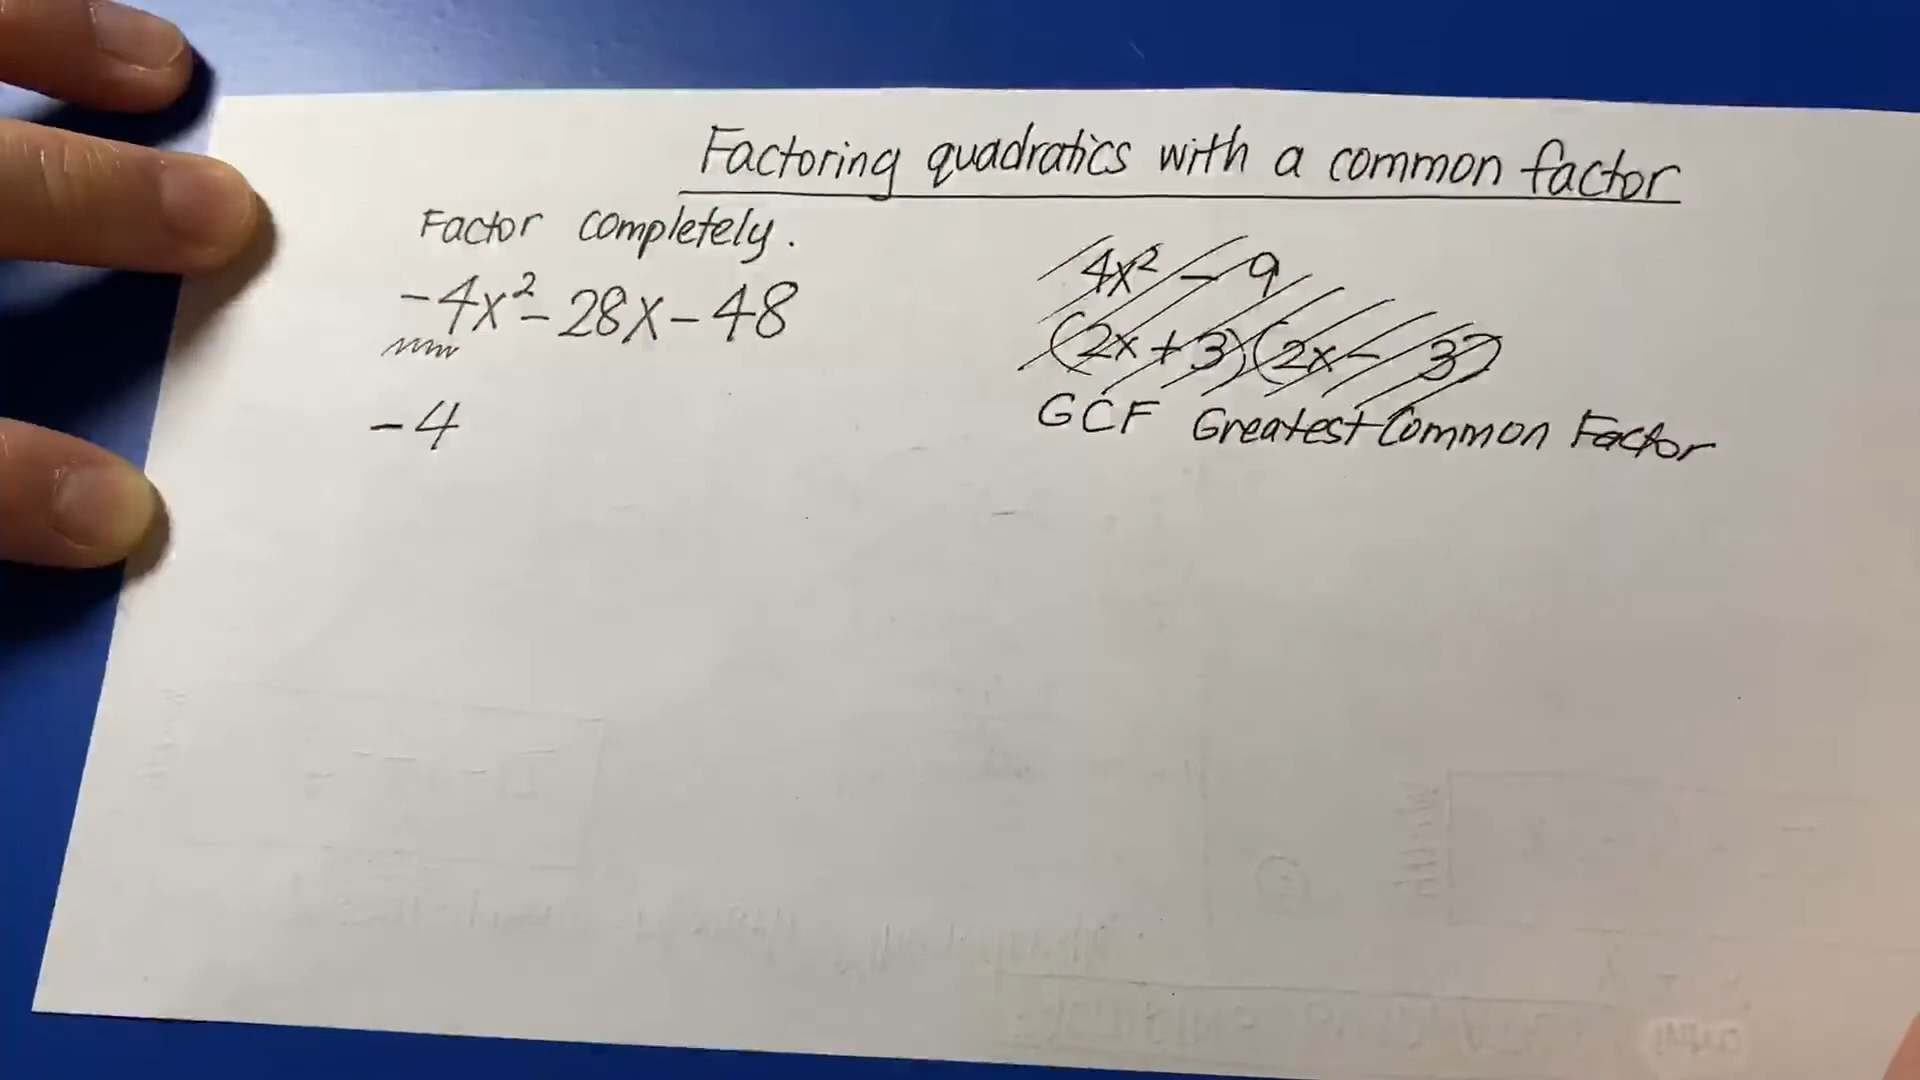 Factoring quadratics with a common factor
Factor completely.
-4x² - 28x - 48
-4
4x² - 9
(2x + 3)(2x - 3)
GCF Greatest Common Factor